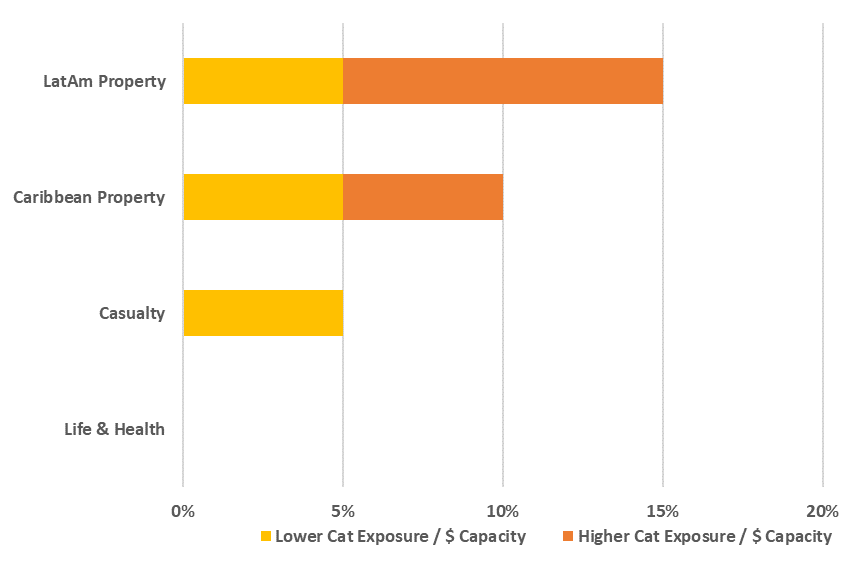 LatAm Property
Caribbean Property
Casualty
Life & Health
0% 5% 10% 15% 20%
Lower Cat Exposure / $ Capacity Higher Cat Exposure / $ Capacity